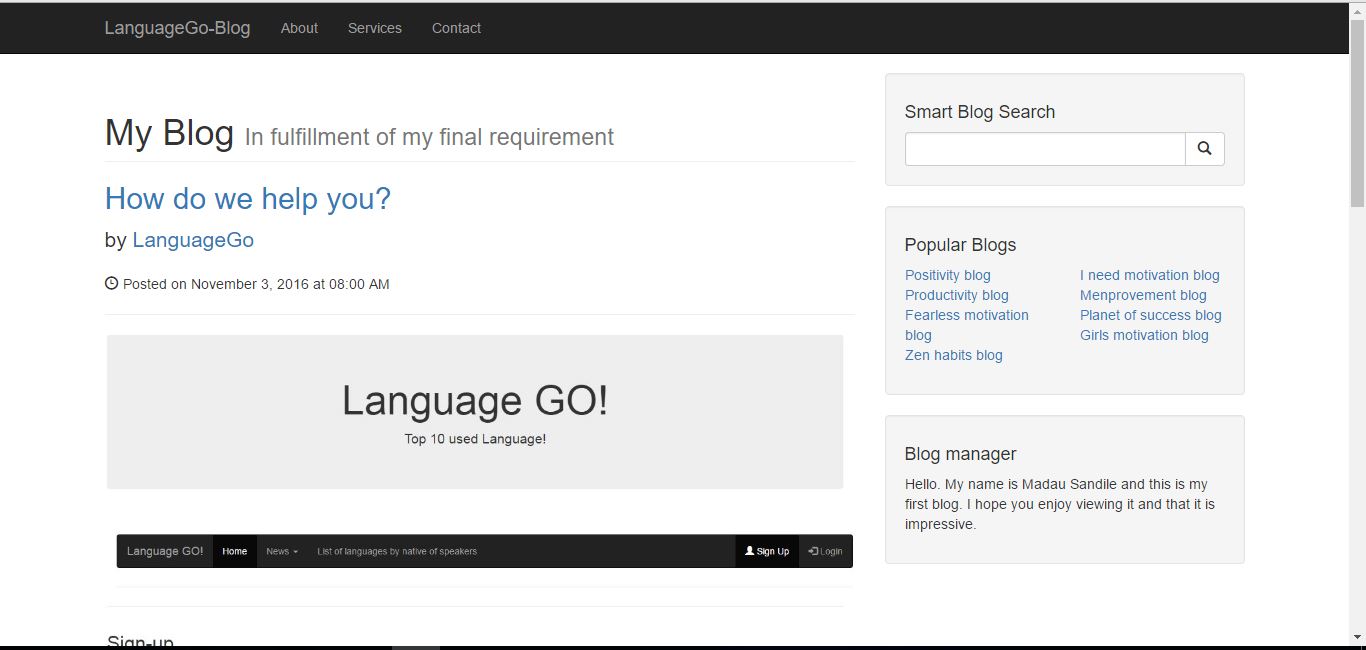 LanguageGo-Blog About Services Contact
My Blog In fulfillment of my final requirement
How do we help you?
by LanguageGo
Posted on November 3, 2016 at 08:00 AM
Language GO!
Top 10 used Language!
Language GO! Home News List of languages by native of speakers Sign Up Login
Sign-up
Smart Blog Search
Popular Blogs
Positivity blog
Productivity blog
Fearless motivation
blog
Zen habits blog
I need motivation blog
Menprovement blog
Planet of success blog
Girls motivation blog
Blog manager
Hello. My name is Madau Sandile and this is my
first blog. I hope you enjoy viewing it and that it is
impressive.